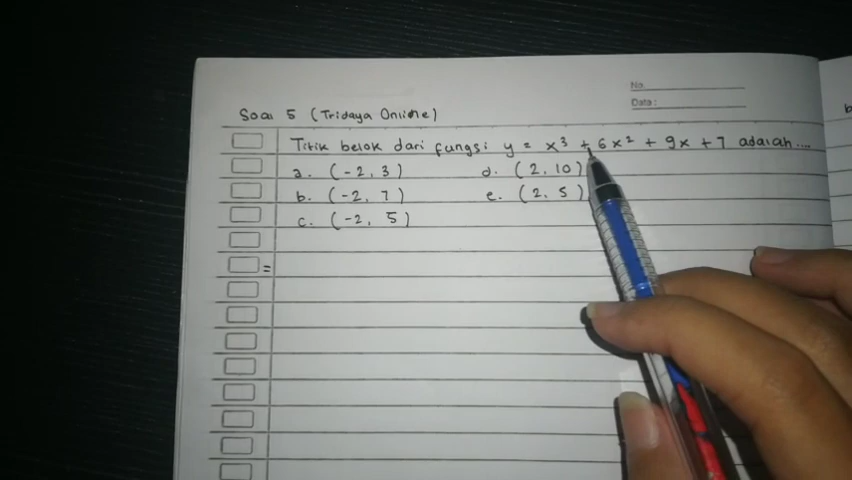 No
Date :
Soal 5 (Tridaya Online)
Titik belok dari fungsi y = x³ + 6x² + 9x + 7 adalah ....
a. (-2, 3) d. (2, 10)
b. (-2, 7) e. (2, 5)
c. (-2, 5)
=
b